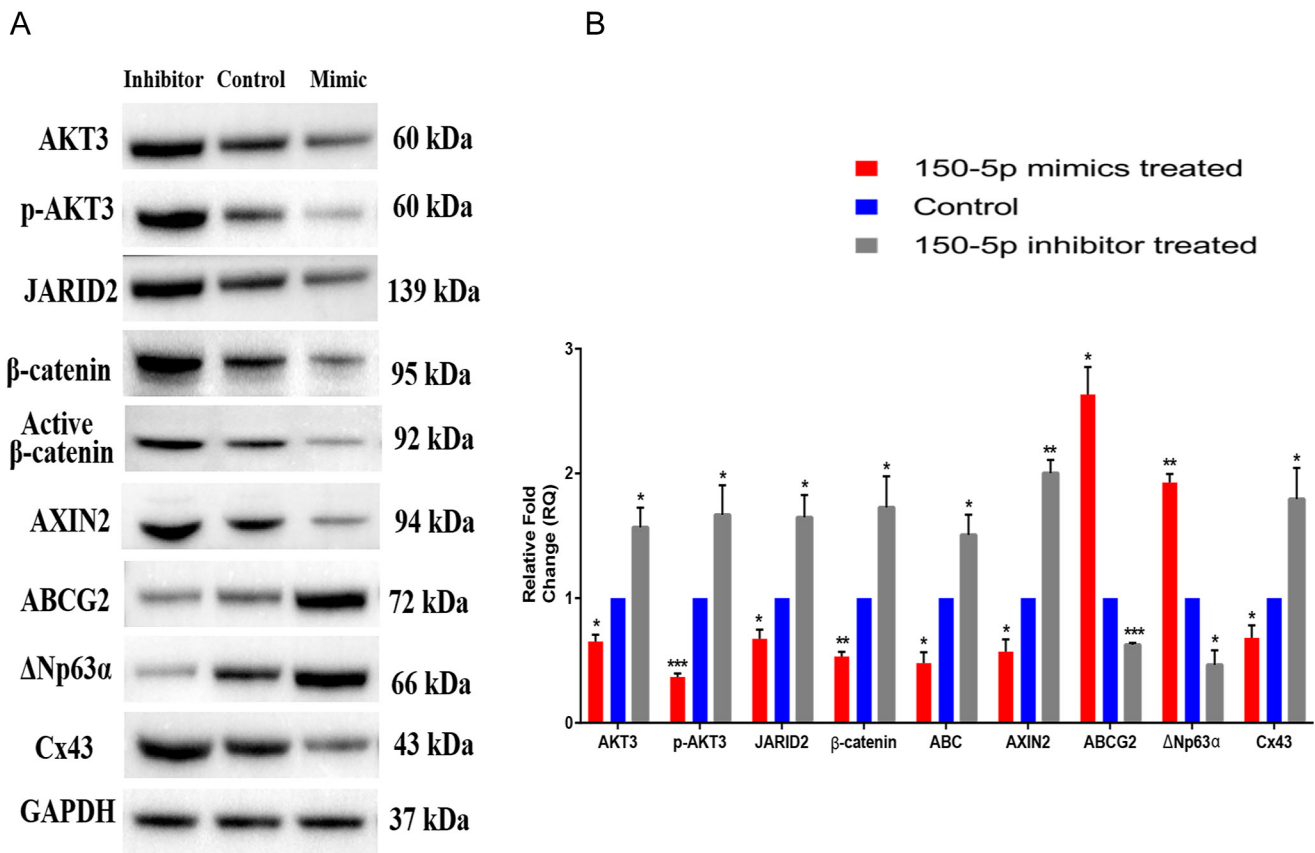 A
B
Inhibitor Control Mimic
AKT3 60 kDa
p-AKT3 60 kDa
JARID2 139 kDa
β-catenin 95 kDa
Active
β-catenin 92 kDa
AXIN2 94 kDa
ABCG2 72 kDa
ΔNp63α 66 kDa
Cx43 43 kDa
GAPDH 37 kDa
150-5p mimics treated
Control
150-5p inhibitor treated
Relative Fold
Change (RQ)
3
2
1
0
* * *** * * * ** * * * * ** * *** ** * * *
AKT3 p-AKT3 JARID2 β-catenin ABC AXIN2 ABCG2 ΔNp63α Cx43